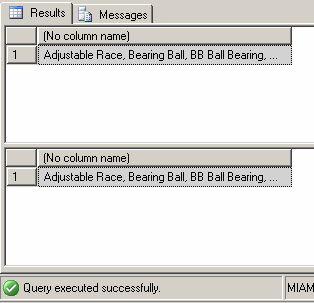 Results Messages
(No column name)
1 Adjustable Race, Bearing Ball, BB Ball Bearing, ...
(No column name)
1 Adjustable Race, Bearing Ball, BB Ball Bearing, ...
Query executed successfully. MIAM